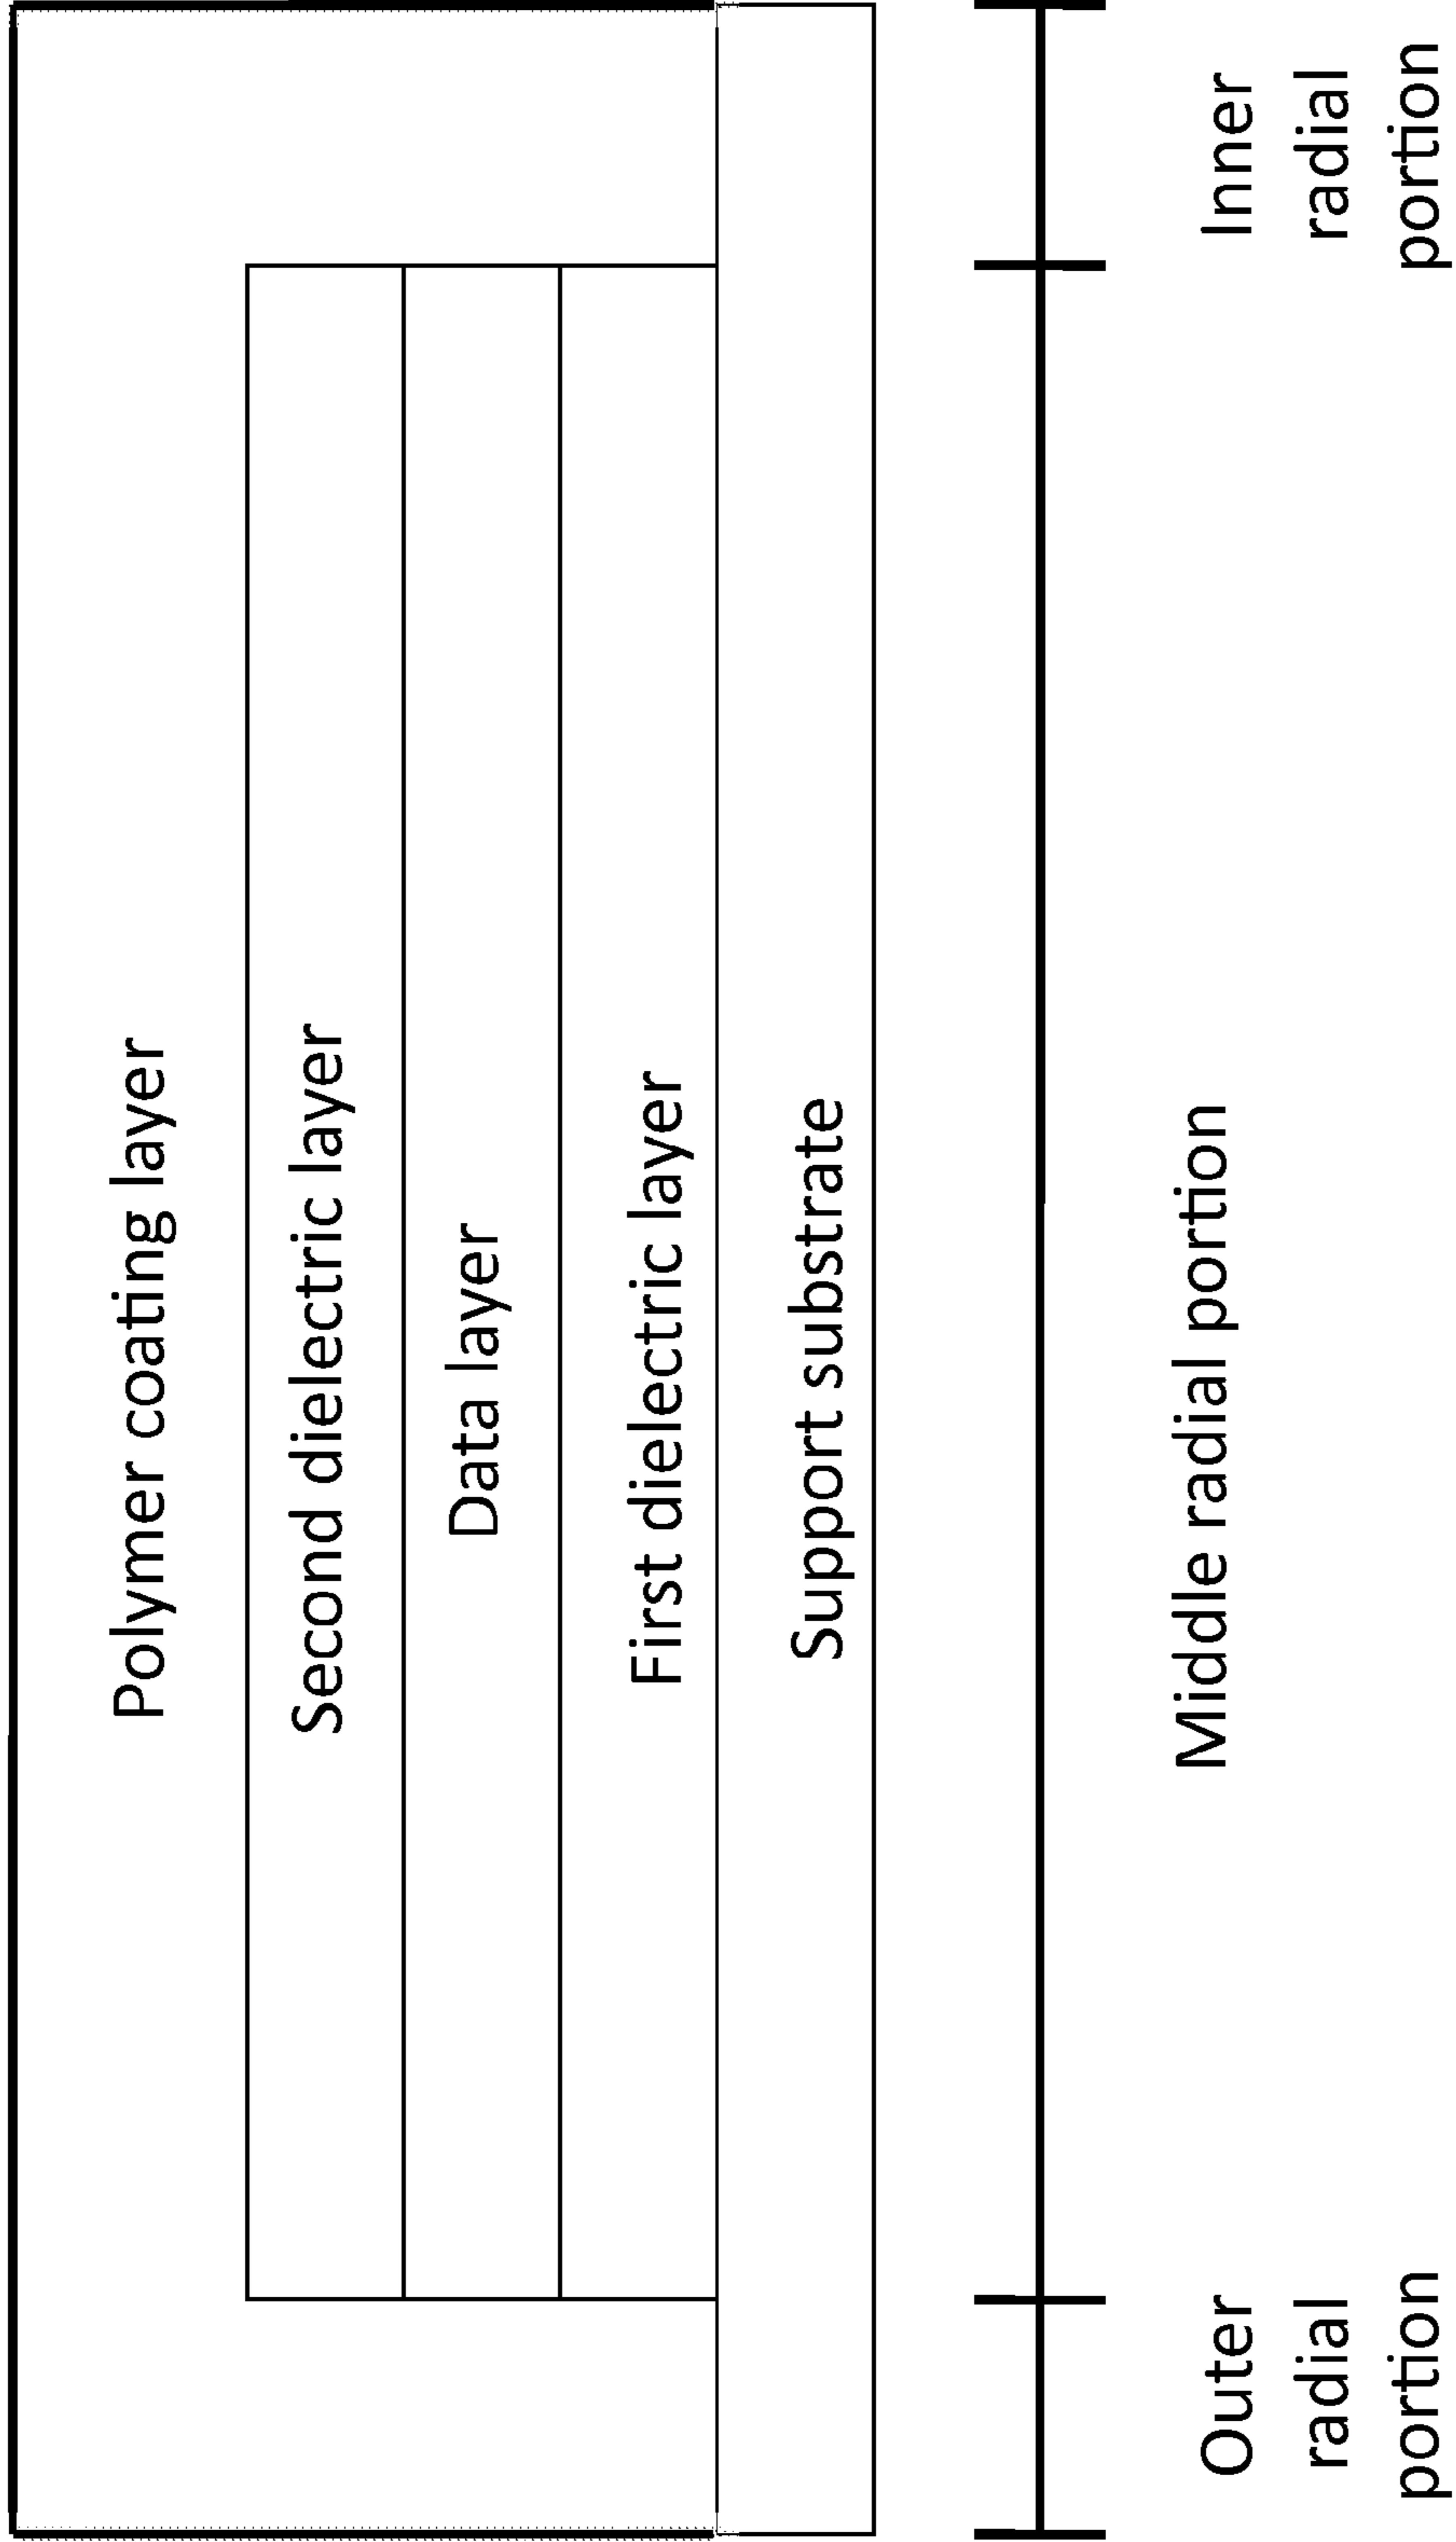 Polymer coating layer
Second dielectric layer
Data layer
First dielectric layer
Support substrate
Outer
radial
portion
Middle radial portion
Inner
radial
portion